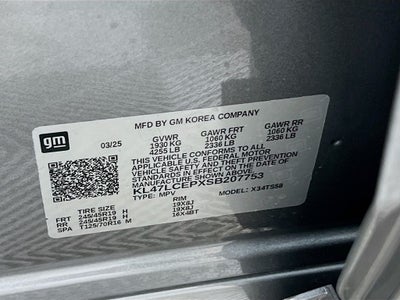 gm
MFD BY GM KOREA COMPANY
03/25 GVWR GAWR FRT GAWR RR
1930 KG 1060 KG 1060 KG
4255 LB 2336 LB 2336 LB
THIS VEHICLE CONFORMS TO ALL
APPLICABLE U.S. FEDERAL MOTOR
VEHICLE SAFETY AND THEFT
PREVENTION STANDARDS IN EFFECT
ON THE DATE OF MANUFACTURE
SHOWN ABOVE.
KL47LCEPXSB207753
TYPE: MPV MODEL: X34TS58
TIRE SIZE RIM
FRT 245/45R19 H 19X8J
RR 245/45R19 H 19X8J
SPA T125/70R16 M 16X4BT